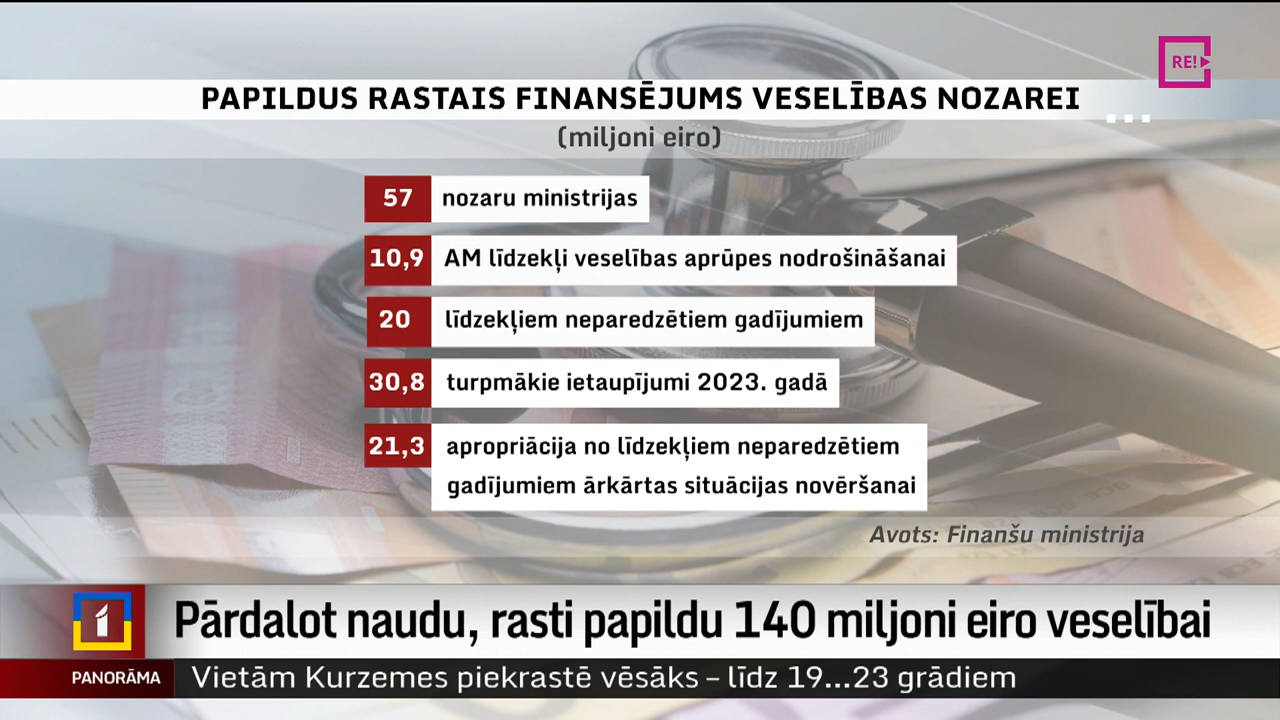 RE!
PAPILDUS RASTAIS FINANSĒJUMS VESELĪBAS NOZAREI
(miljoni eiro)
57 nozaru ministrijas
10,9 AM līdzekļi veselības aprūpes nodrošināšanai
20 līdzekļiem neparedzētiem gadījumiem
30,8 turpmākie ietaupījumi 2023. gadā
21,3 apropriācija no līdzekļiem neparedzētiem
gadījumiem ārkārtas situācijas novēršanai
Avots: Finanšu ministrija
1 Pārdalot naudu, rasti papildu 140 miljoni eiro veselībai
PANORĀMA Vietām Kurzemes piekrastē vēsāks – līdz 19...23 grādiem